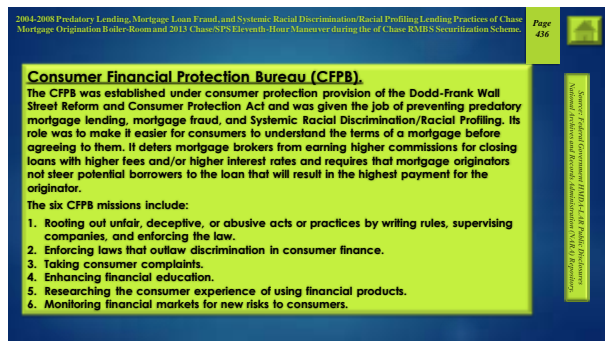 2004-2008 Predatory Lending, Mortgage Loan Fraud, and Systemic Racial Discrimination/Racial Profiling Lending Practices of Chase
Mortgage Origination Boiler-Room and 2013 Chase/SPS Eleventh-Hour Maneuver during the of Chase RMBS Securitization Scheme.
Page
436
Consumer Financial Protection Bureau (CFPB).
The CFPB was established under consumer protection provision of the Dodd-Frank Wall
Street Reform and Consumer Protection Act and was given the job of preventing predatory
mortgage lending, mortgage fraud, and Systemic Racial Discrimination/Racial Profiling. Its
role was to make it easier for consumers to understand the terms of a mortgage before
agreeing to them. It deters mortgage brokers from earning higher commissions for closing
loans with higher fees and/or higher interest rates and requires that mortgage originators
not steer potential borrowers to the loan that will result in the highest payment for the
originator.
The six CFPB missions include:
1. Rooting out unfair, deceptive, or abusive acts or practices by writing rules, supervising
companies, and enforcing the law.
2. Enforcing laws that outlaw discrimination in consumer finance.
3. Taking consumer complaints.
4. Enhancing financial education.
5. Researching the consumer experience of using financial products.
6. Monitoring financial markets for new risks to consumers.
Source: Federal Government HMDA-LAR Public Disclosures
National Archives and Records Administration (NARA) Repository.